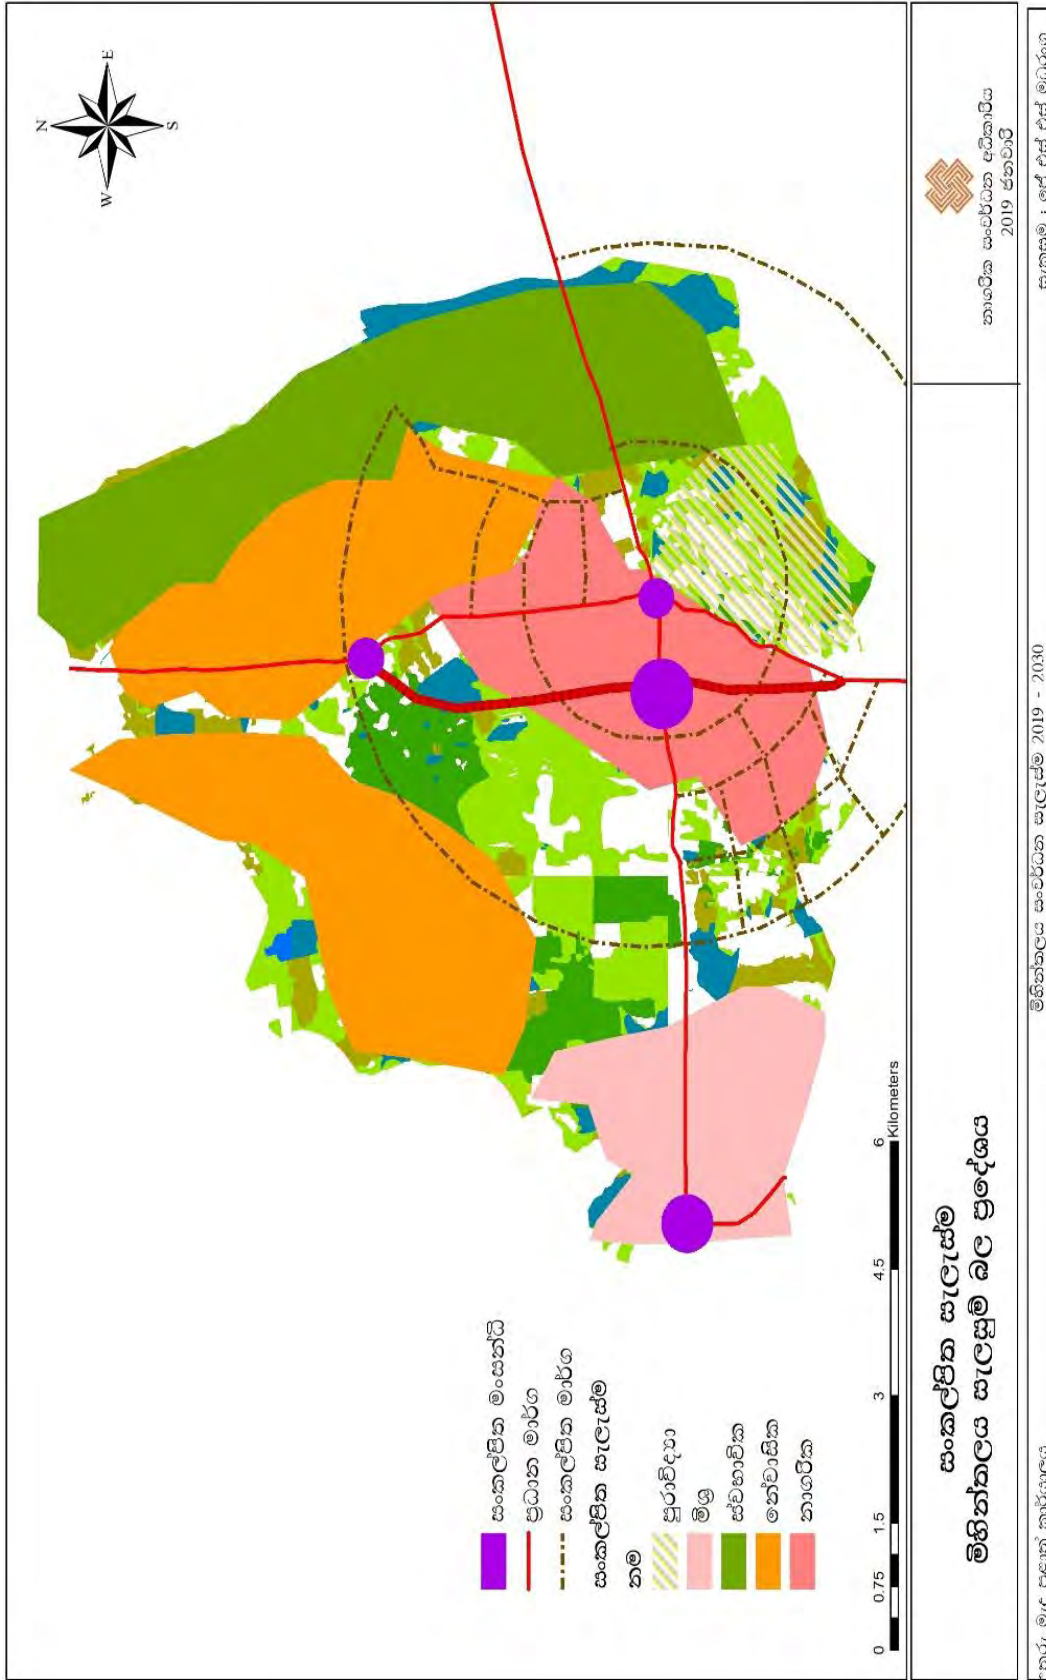 N
E
W
S
සංකල්පිත මංසන්ධි
ප්‍රධාන මාර්ග
සංකල්පිත මාර්ග
සංකල්පිත සැලැස්ම
නම
පුරාවිද්‍යා
මිශ්‍ර
ස්වභාවික
නේවාසික
නාගරික
0 0.75 1.5 3 4.5 6
Kilometers
සංකල්පිත සැලැස්ම
මිහින්තලය සැලසුම් බල ප්‍රදේශය
නාගරික සංවර්ධන අධිකාරිය
2019 ජනවාරි
මිහින්තලය සංවර්ධන සැලැස්ම 2019 - 2030